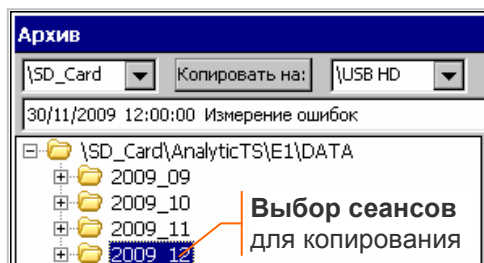 Архив
\SD_Card Копировать на: \USB HD
30/11/2009 12:00:00 Измерение ошибок
\SD_Card\AnalyticTS\E1\DATA
2009_09
2009_10
2009_11
2009_12
Выбор сеансов
для копирования